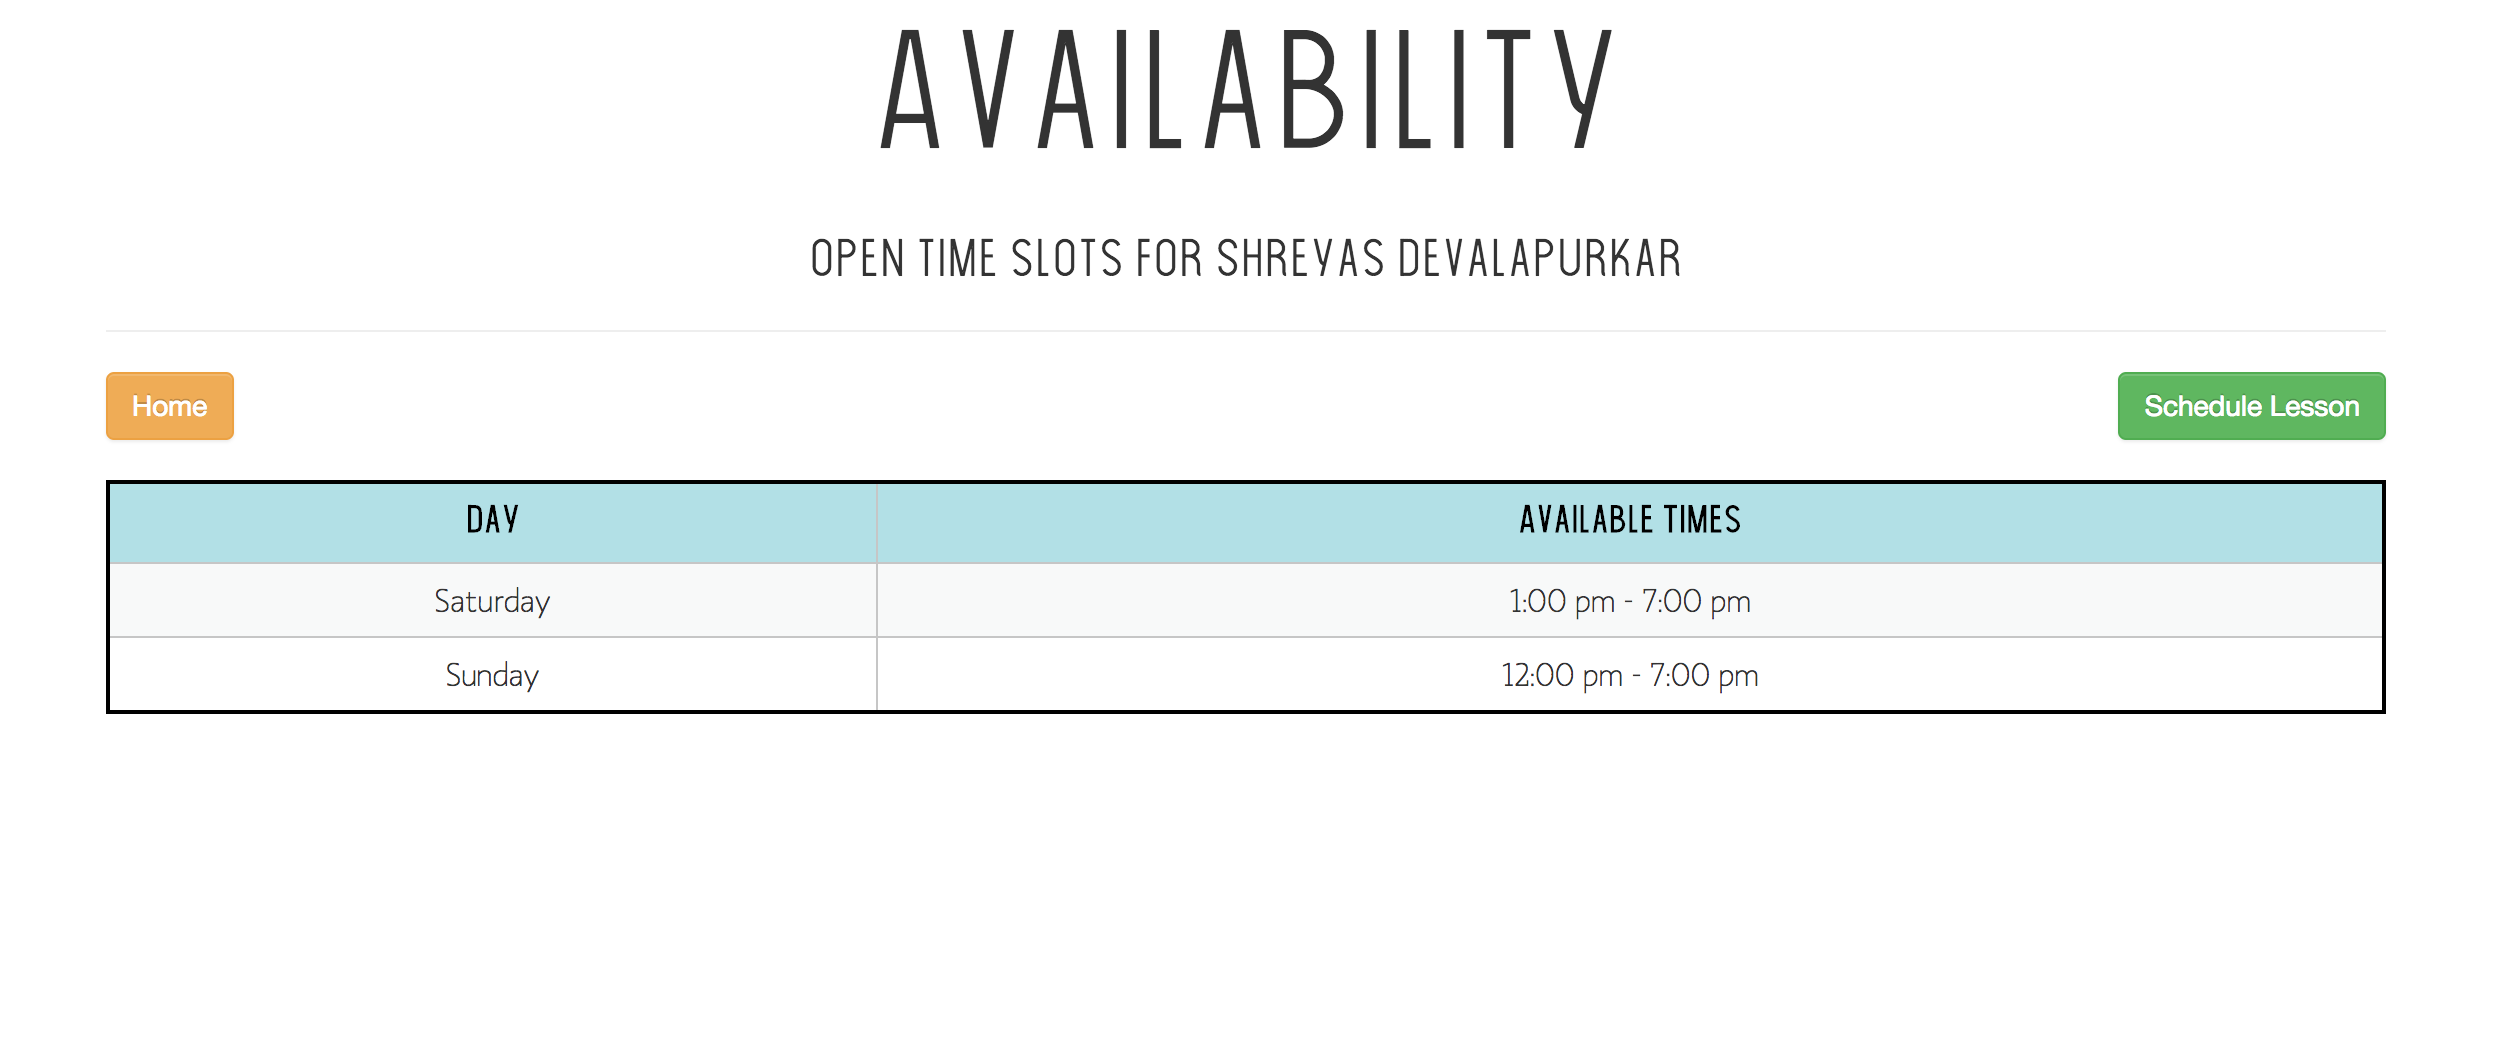 AVAILABILITY
OPEN TIME SLOTS FOR SHREYAS DEVALAPURKAR
Home
Schedule Lesson
DAY AVAILABLE TIMES
Saturday 1:00 pm - 7:00 pm
Sunday 12:00 pm - 7:00 pm